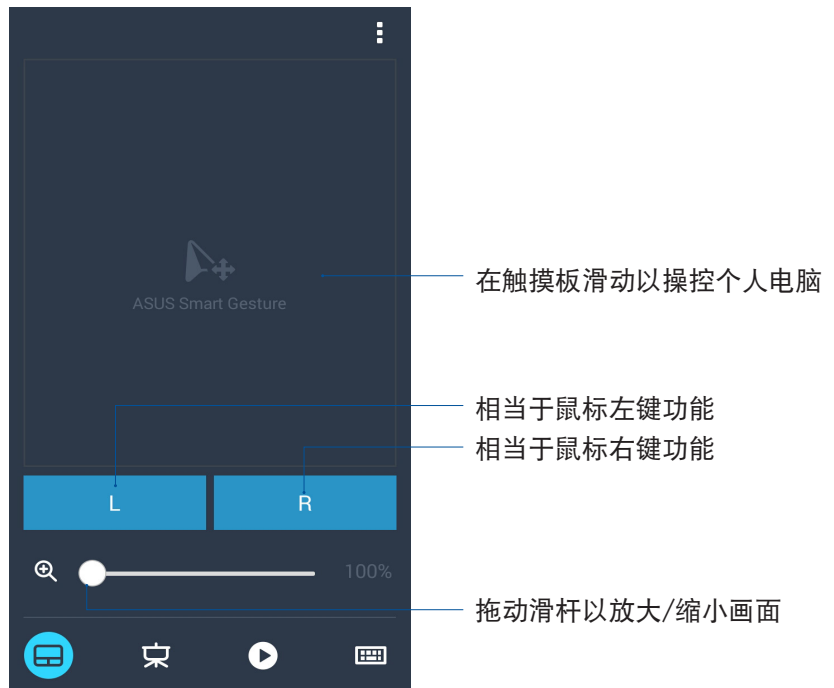 ASUS Smart Gesture
在触摸板滑动以操控个人电脑
相当于鼠标左键功能
相当于鼠标右键功能
L
R
100%
拖动滑杆以放大/缩小画面